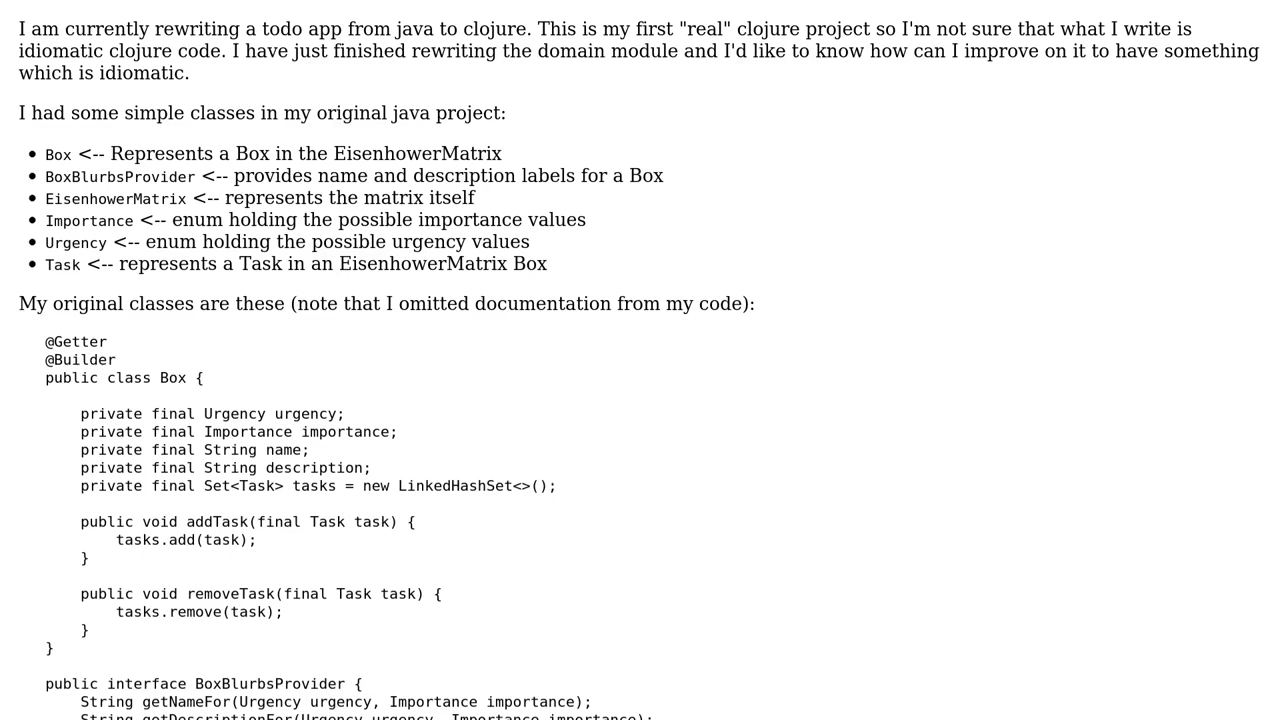 I am currently rewriting a todo app from java to clojure. This is my first "real" clojure project so I'm not sure that what I write is
idiomatic clojure code. I have just finished rewriting the domain module and I'd like to know how can I improve on it to have something
which is idiomatic.
I had some simple classes in my original java project:
• Box <-- Represents a Box in the EisenhowerMatrix
• BoxBlurbsProvider <-- provides name and description labels for a Box
• EisenhowerMatrix <-- represents the matrix itself
• Importance <-- enum holding the possible importance values
• Urgency <-- enum holding the possible urgency values
• Task <-- represents a Task in an EisenhowerMatrix Box
My original classes are these (note that I omitted documentation from my code):
@Getter
@Builder
public class Box {
    private final Urgency urgency;
    private final Importance importance;
    private final String name;
    private final String description;
    private final Set<Task> tasks = new LinkedHashSet<>();
    public void addTask(final Task task) {
        tasks.add(task);
    }
    public void removeTask(final Task task) {
        tasks.remove(task);
    }
}
public interface BoxBlurbsProvider {
    String getNameFor(Urgency urgency, Importance importance);
    String getDescriptionFor(Urgency urgency, Importance importance);